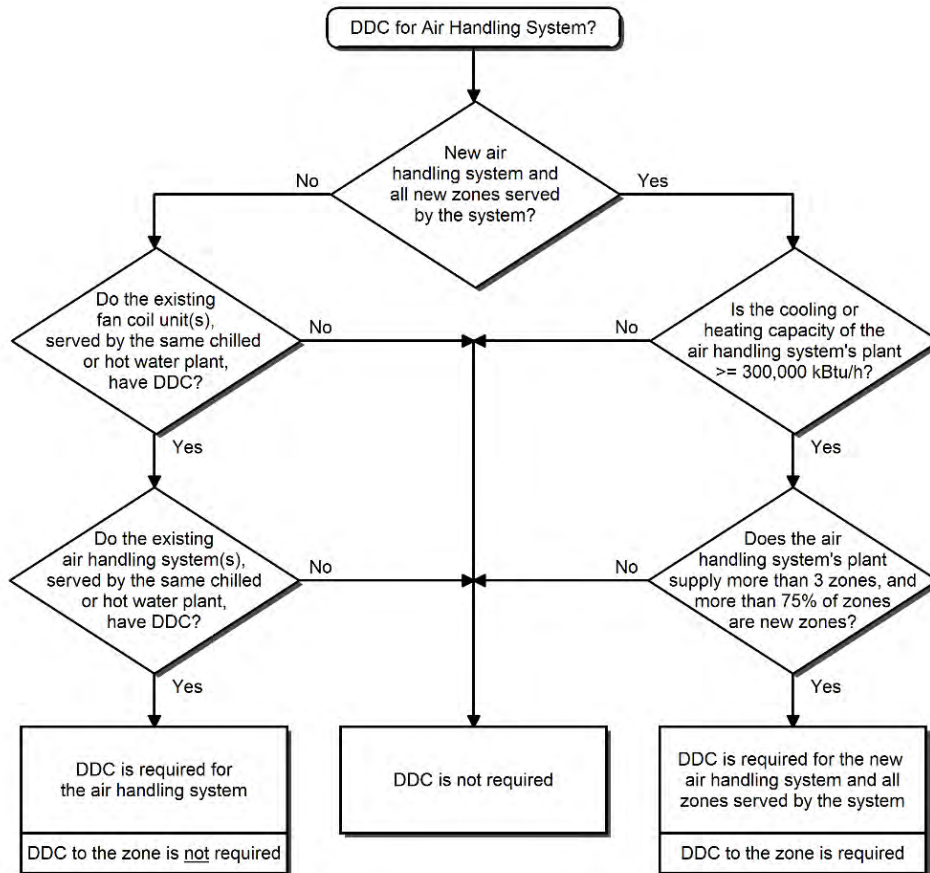 DDC for Air Handling System?
New air
handling system and
all new zones served
by the system?
No
Yes
Do the existing
fan coil unit(s),
served by the same chilled
or hot water plant,
have DDC?
No
No
Is the cooling or
heating capacity of the
air handling system's plant
>= 300,000 kBtu/h?
Yes
Yes
Do the existing
air handling system(s),
served by the same chilled
or hot water plant,
have DDC?
No
No
Does the air
handling system's plant
supply more than 3 zones, and
more than 75% of zones
are new zones?
Yes
Yes
DDC is required for
the air handling system
DDC to the zone is not required
DDC is not required
DDC is required for the new
air handling system and all
zones served by the system
DDC to the zone is required